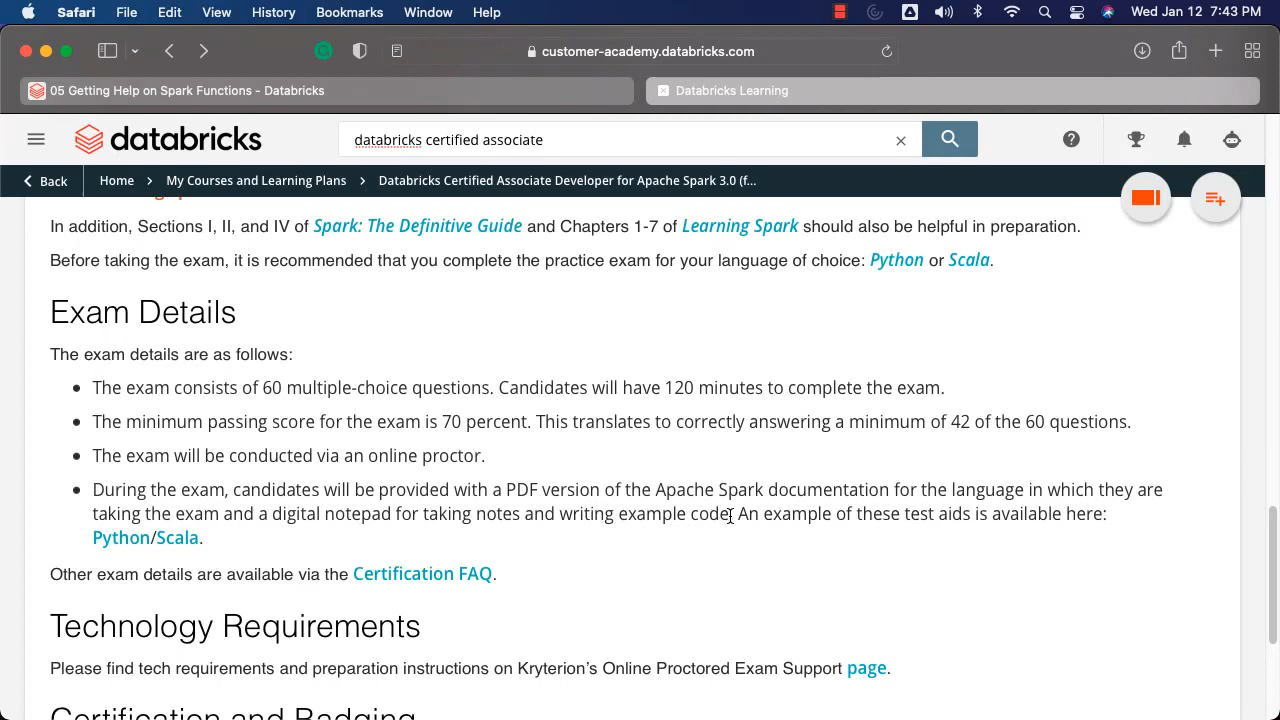 Safari File Edit View History Bookmarks Window Help Wed Jan 12 7:43 PM
customer-academy.databricks.com
05 Getting Help on Spark Functions - Databricks
Databricks Learning
databricks
databricks certified associate
Back Home My Courses and Learning Plans Databricks Certified Associate Developer for Apache Spark 3.0 (f...
In addition, Sections I, II, and IV of Spark: The Definitive Guide and Chapters 1-7 of Learning Spark should also be helpful in preparation.
Before taking the exam, it is recommended that you complete the practice exam for your language of choice: Python or Scala.
Exam Details
The exam details are as follows:
The exam consists of 60 multiple-choice questions. Candidates will have 120 minutes to complete the exam.
The minimum passing score for the exam is 70 percent. This translates to correctly answering a minimum of 42 of the 60 questions.
The exam will be conducted via an online proctor.
During the exam, candidates will be provided with a PDF version of the Apache Spark documentation for the language in which they are
taking the exam and a digital notepad for taking notes and writing example code. An example of these test aids is available here:
Python/Scala.
Other exam details are available via the Certification FAQ.
Technology Requirements
Please find tech requirements and preparation instructions on Kryterion's Online Proctored Exam Support page.
Certification and Badging